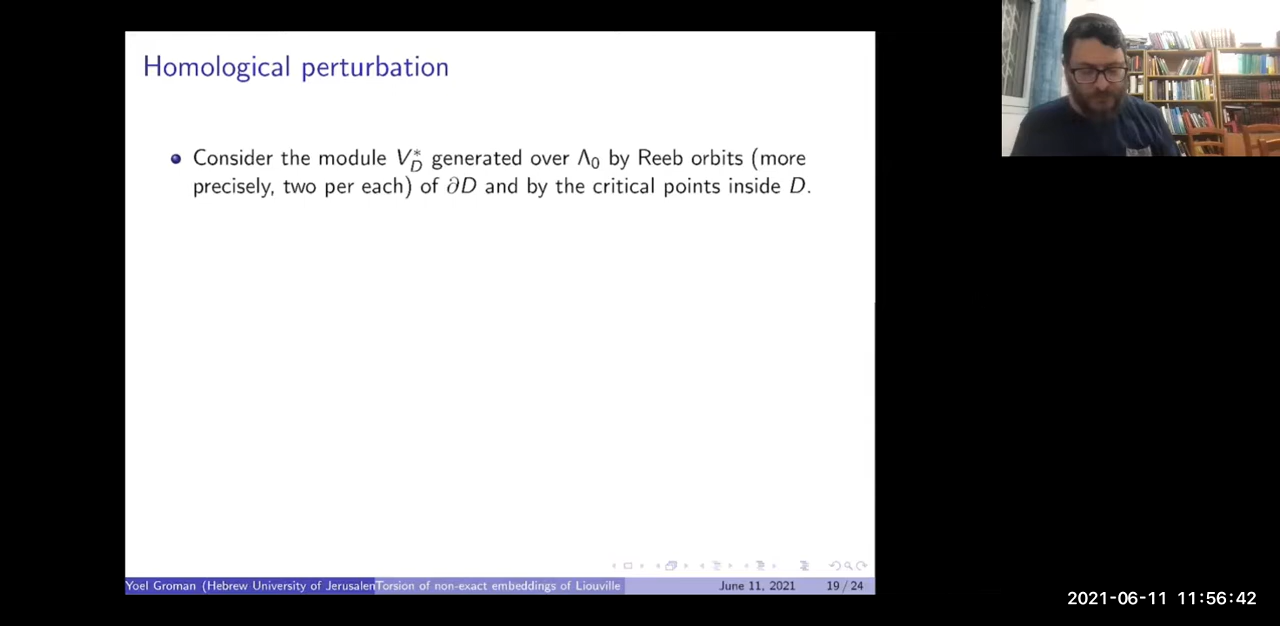 Homological perturbation
Consider the module V*_D generated over Λ₀ by Reeb orbits (more
precisely, two per each) of ∂D and by the critical points inside D.
Yoel Groman (Hebrew University of Jerusalen Torsion of non-exact embeddings of Liouville June 11, 2021 19 / 24
2021-06-11 11:56:42